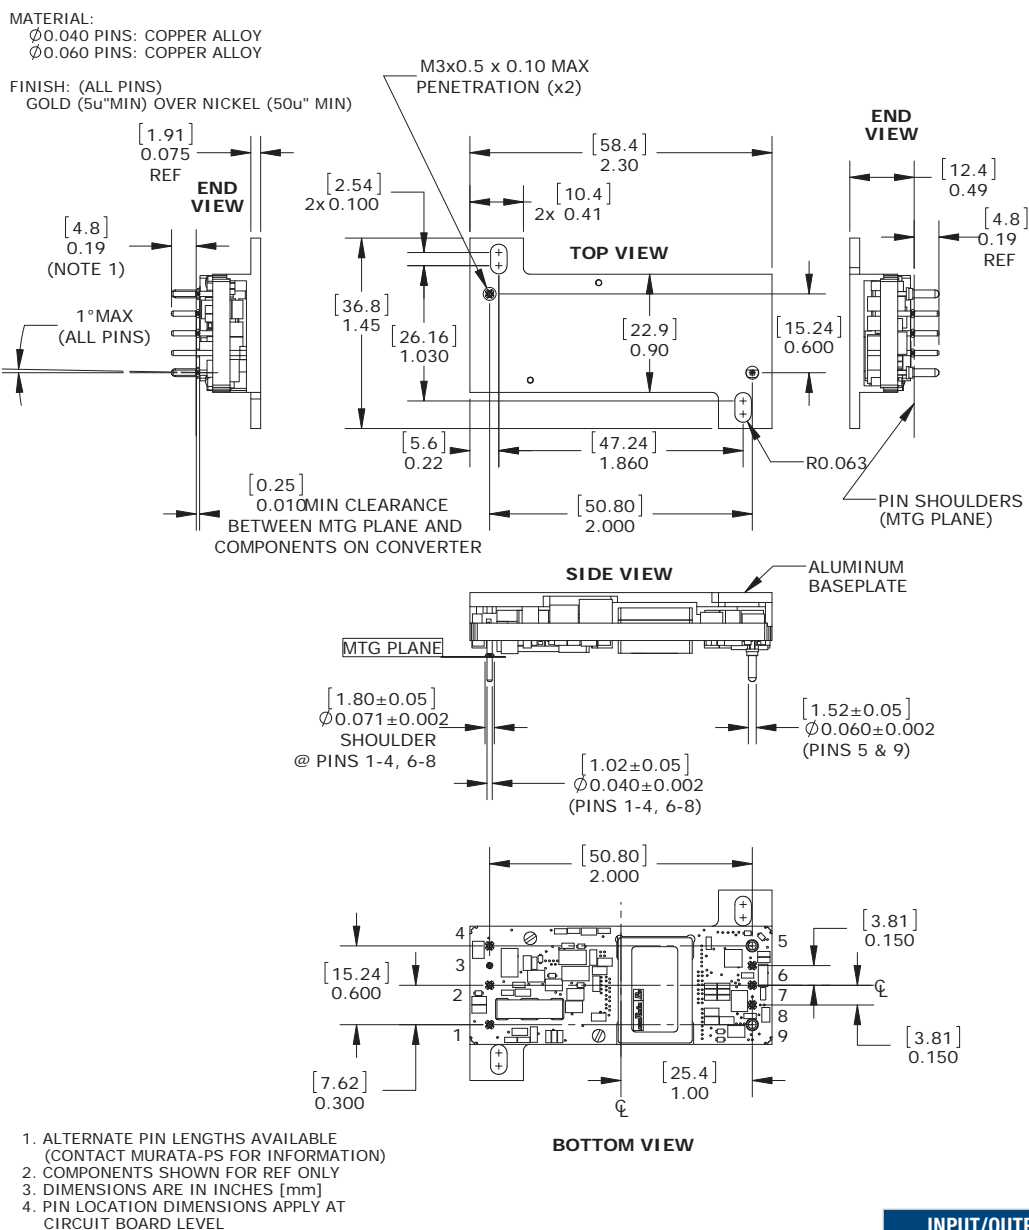 MATERIAL:
∅0.040 PINS: COPPER ALLOY
∅0.060 PINS: COPPER ALLOY
FINISH: (ALL PINS)
GOLD (5u"MIN) OVER NICKEL (50u" MIN)
M3x0.5 x 0.10 MAX
PENETRATION (x2)
[1.91]
0.075
REF
END
VIEW
[4.8]
0.19
(NOTE 1)
1°MAX
(ALL PINS)
[0.25]
0.010MIN CLEARANCE
BETWEEN MTG PLANE AND
COMPONENTS ON CONVERTER
[58.4]
2.30
[2.54]
2x 0.100
[10.4]
2x 0.41
TOP VIEW
[36.8]
1.45
[26.16]
1.030
[22.9]
0.90
[15.24]
0.600
[5.6]
0.22
[47.24]
1.860
R0.063
[50.80]
2.000
END
VIEW
[12.4]
0.49
[4.8]
0.19
REF
PIN SHOULDERS
(MTG PLANE)
SIDE VIEW
ALUMINUM
BASEPLATE
MTG PLANE
[1.80±0.05]
∅0.071±0.002
SHOULDER
@ PINS 1-4, 6-8
[1.02±0.05]
∅0.040±0.002
(PINS 1-4, 6-8)
[1.52±0.05]
∅0.060±0.002
(PINS 5 & 9)
[50.80]
2.000
4
3
2
1
5
6
7
8
9
[15.24]
0.600
[7.62]
0.300
[3.81]
0.150
℄
[3.81]
0.150
[25.4]
1.00
℄
BOTTOM VIEW
1. ALTERNATE PIN LENGTHS AVAILABLE
(CONTACT MURATA-PS FOR INFORMATION)
2. COMPONENTS SHOWN FOR REF ONLY
3. DIMENSIONS ARE IN INCHES [mm]
4. PIN LOCATION DIMENSIONS APPLY AT
CIRCUIT BOARD LEVEL